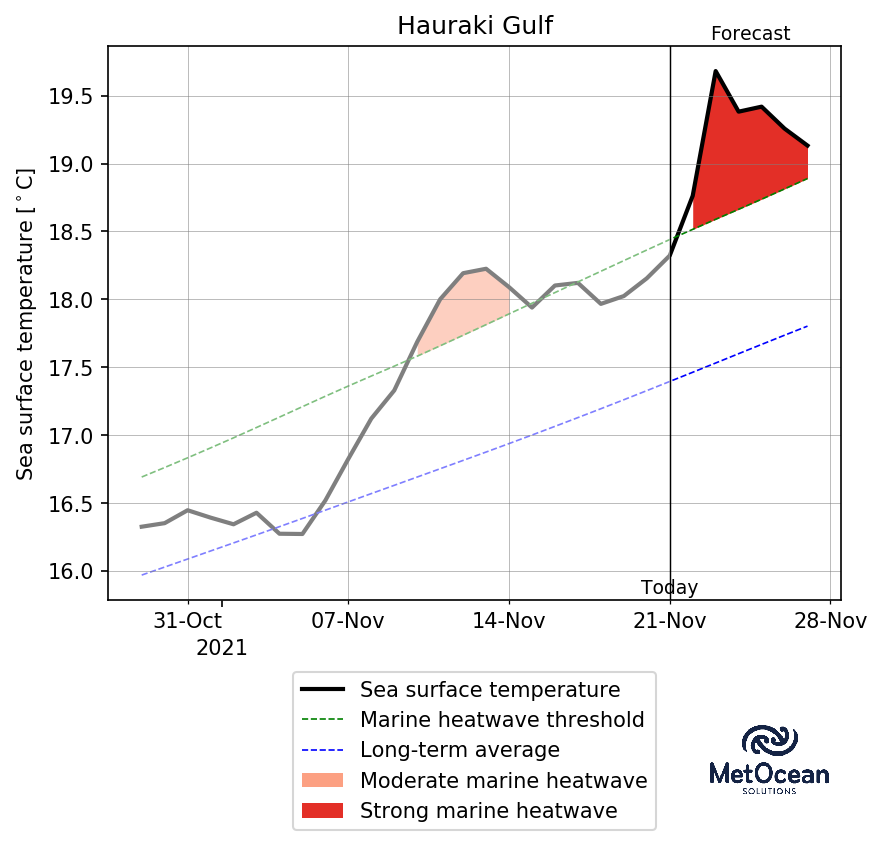 Hauraki Gulf
Forecast
Sea surface temperature [°C]
19.5
19.0
18.5
18.0
17.5
17.0
16.5
16.0
Today
31-Oct 07-Nov 14-Nov 21-Nov 28-Nov
2021
Sea surface temperature
Marine heatwave threshold
Long-term average
Moderate marine heatwave
Strong marine heatwave
MetOcean
SOLUTIONS